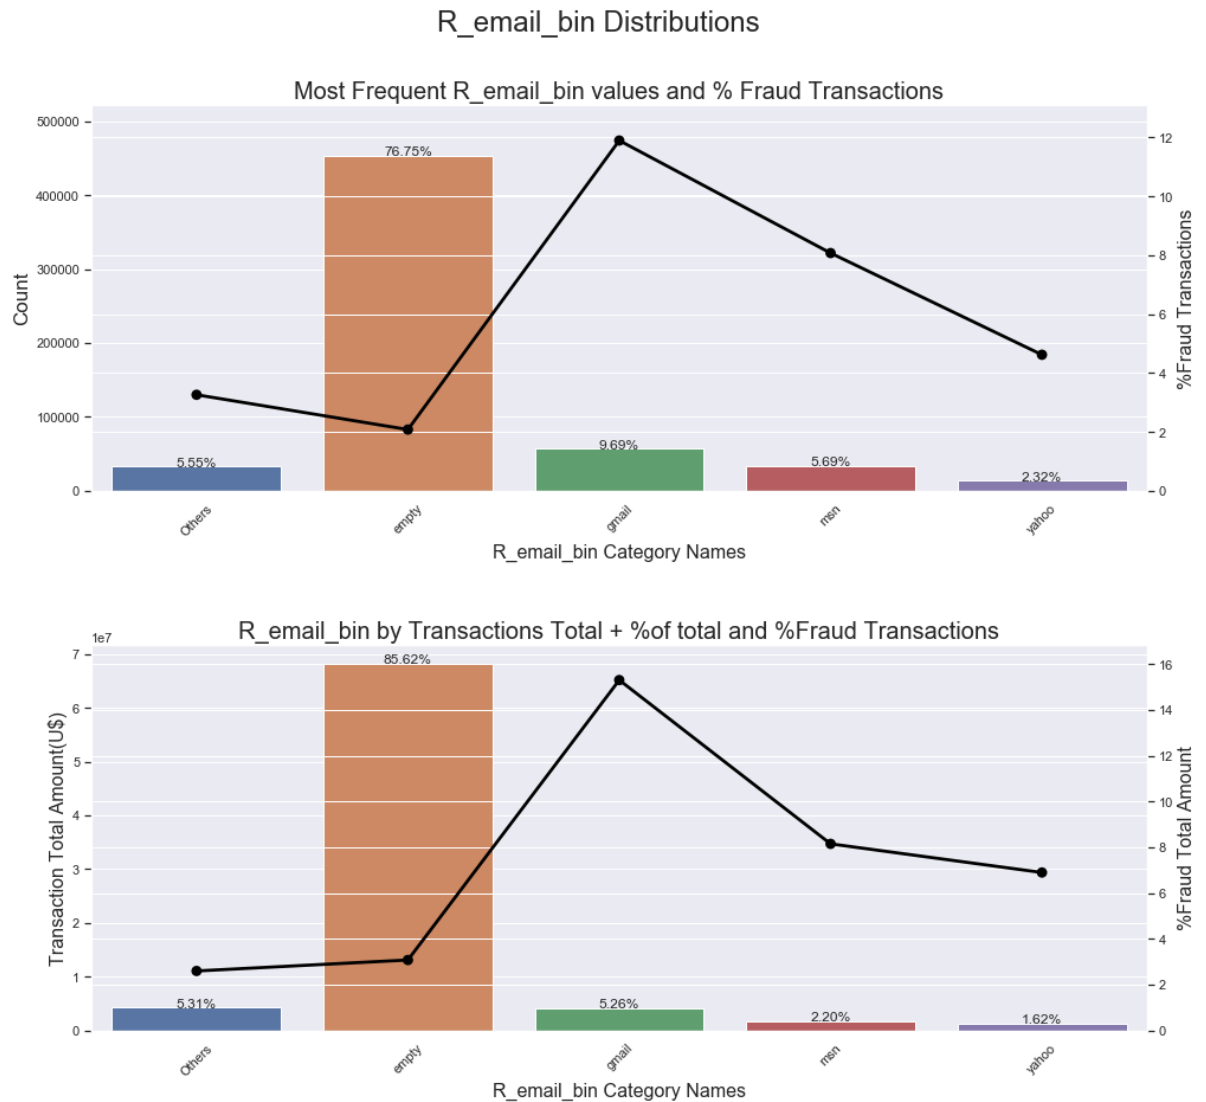 R_email_bin Distributions
Most Frequent R_email_bin values and % Fraud Transactions
500000
400000
300000
200000
100000
0
Count
76.75%
5.55%
9.69%
5.69%
2.32%
12
10
8
6
4
2
0
%Fraud Transactions
Others
empty
gmail
msn
yahoo
R_email_bin Category Names
R_email_bin by Transactions Total + %of total and %Fraud Transactions
1e7
7
6
5
4
3
2
1
0
Transaction Total Amount(U$)
85.62%
5.31%
5.26%
2.20%
1.62%
16
14
12
10
8
6
4
2
0
%Fraud Total Amount
Others
empty
gmail
msn
yahoo
R_email_bin Category Names